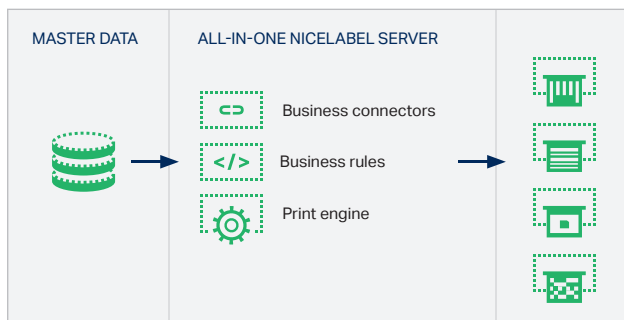 MASTER DATA
ALL-IN-ONE NICELABEL SERVER
Business connectors
</> Business rules
Print engine